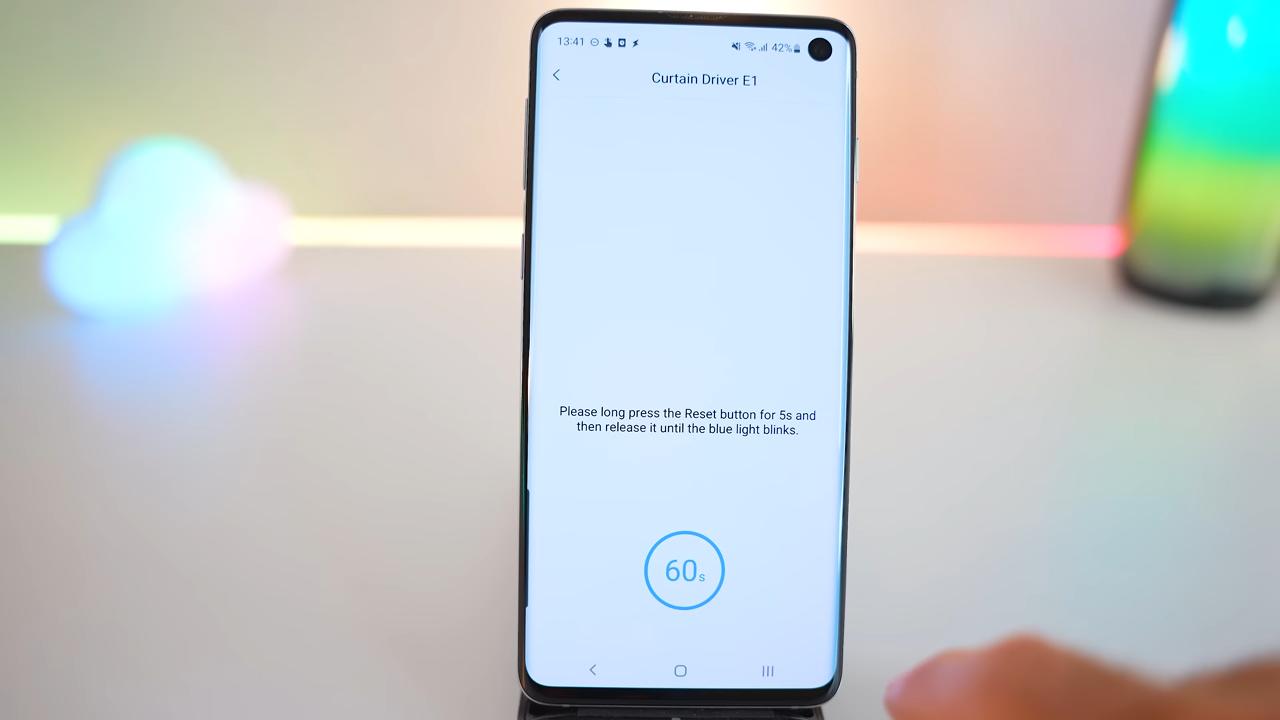 13:41
42%
Curtain Driver E1
Please long press the Reset button for 5s and
then release it until the blue light blinks.
60s